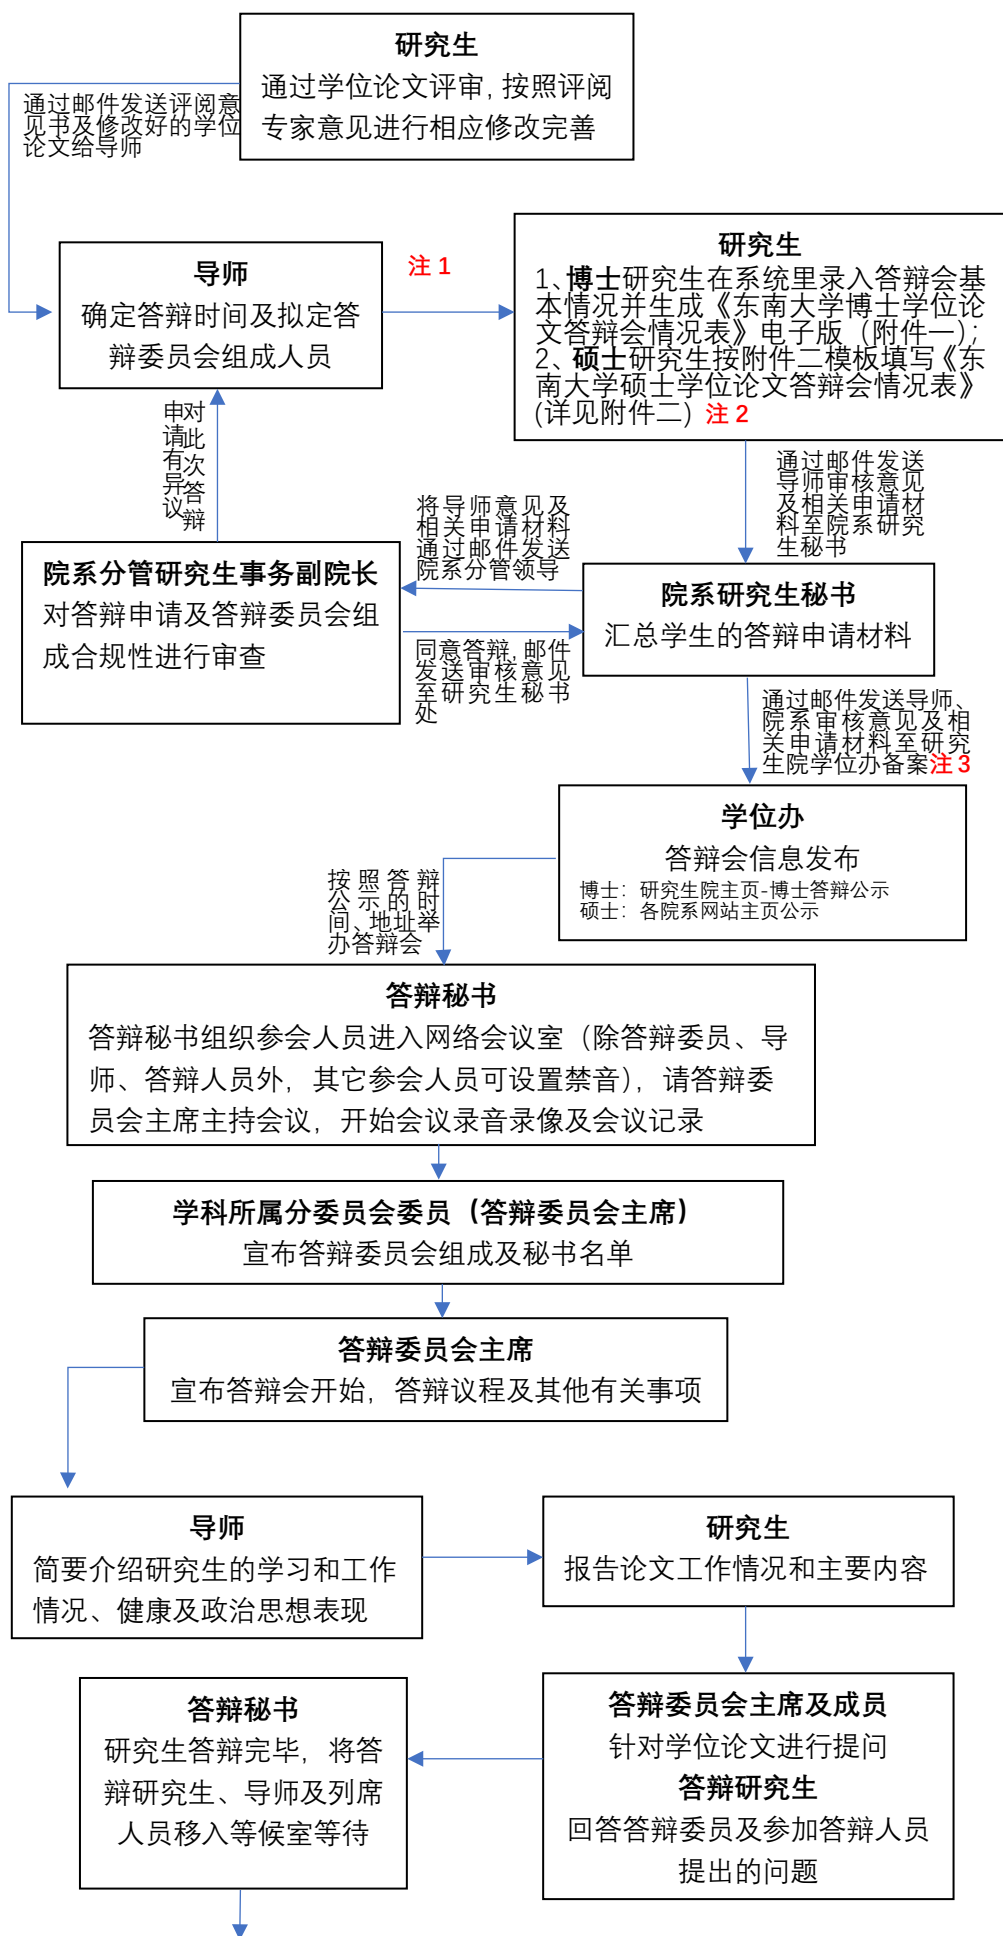 研究生
通过学位论文评审，按照评阅
专家意见进行相应修改完善
通过邮件发送评阅意
见书及修改好的学位
论文给导师
导师
确定答辩时间及拟定答
辩委员会组成人员
注 1
研究生
1、博士研究生在系统里录入答辩会基
本情况并生成《东南大学博士学位论
文答辩会情况表》电子版（附件一）；
2、硕士研究生按附件二模板填写《东
南大学硕士学位论文答辩会情况表》
(详见附件二) 注 2
对此次答辩
申请有异议
通过邮件发送
导师审核意见
及相关申请材
料至院系研究
生秘书
将导师意见及
相关申请材料
通过邮件发送
院系分管领导
院系分管研究生事务副院长
对答辩申请及答辩委员会组
成合规性进行审查
院系研究生秘书
汇总学生的答辩申请材料
同意答辩，邮件
发送审核意见
至研究生秘书
处
通过邮件发送导师、
院系审核意见及相
关申请材料至研究
生院学位办备案注 3
学位办
答辩会信息发布
博士：研究生院主页-博士答辩公示
硕士：各院系网站主页公示
按照答辩
公示的时
间、地址举
办答辩会
答辩秘书
答辩秘书组织参会人员进入网络会议室（除答辩委员、导
师、答辩人员外，其它参会人员可设置禁音），请答辩委
员会主席主持会议，开始会议录音录像及会议记录
学科所属分委员会委员（答辩委员会主席）
宣布答辩委员会组成及秘书名单
答辩委员会主席
宣布答辩会开始，答辩议程及其他有关事项
导师
简要介绍研究生的学习和工作
情况、健康及政治思想表现
研究生
报告论文工作情况和主要内容
答辩委员会主席及成员
针对学位论文进行提问
答辩研究生
回答答辩委员及参加答辩人员
提出的问题
答辩秘书
研究生答辩完毕，将答
辩研究生、导师及列席
人员移入等候室等待